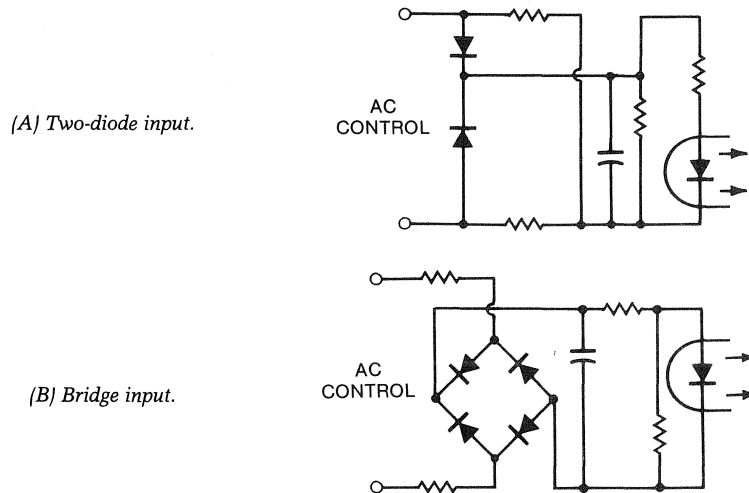 (A) Two-diode input.
AC
CONTROL
(B) Bridge input.
AC
CONTROL